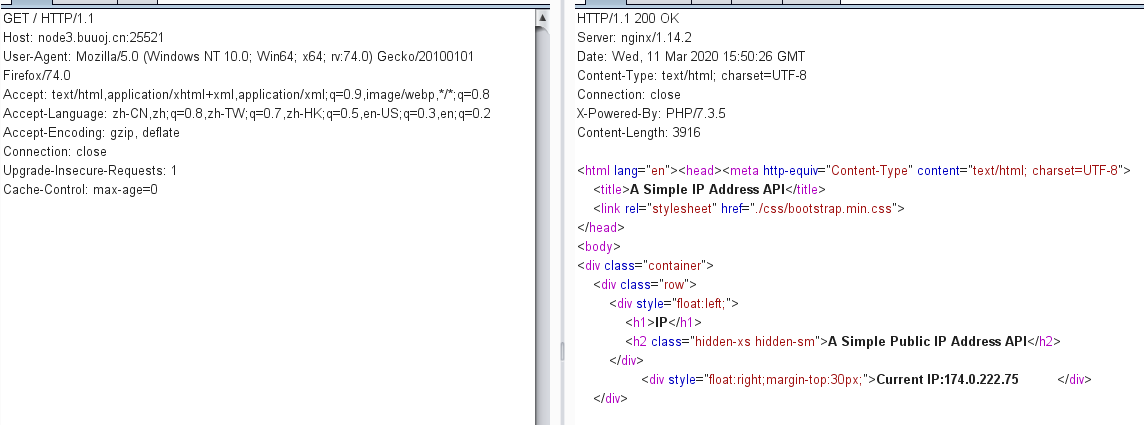 GET / HTTP/1.1
Host: node3.buuoj.cn:25521
User-Agent: Mozilla/5.0 (Windows NT 10.0; Win64; x64; rv:74.0) Gecko/20100101
Firefox/74.0
Accept: text/html,application/xhtml+xml,application/xml;q=0.9,image/webp,*/*;q=0.8
Accept-Language: zh-CN,zh;q=0.8,zh-TW;q=0.7,zh-HK;q=0.5,en-US;q=0.3,en;q=0.2
Accept-Encoding: gzip, deflate
Connection: close
Upgrade-Insecure-Requests: 1
Cache-Control: max-age=0
HTTP/1.1 200 OK
Server: nginx/1.14.2
Date: Wed, 11 Mar 2020 15:50:26 GMT
Content-Type: text/html; charset=UTF-8
Connection: close
X-Powered-By: PHP/7.3.5
Content-Length: 3916
<html lang="en"><head><meta http-equiv="Content-Type" content="text/html; charset=UTF-8">
<title>A Simple IP Address API</title>
<link rel="stylesheet" href="./css/bootstrap.min.css">
</head>
<body>
<div class="container">
<div class="row">
<div style="float:left;">
<h1>IP</h1>
<h2 class="hidden-xs hidden-sm">A Simple Public IP Address API</h2>
</div>
<div style="float:right;margin-top:30px;">Current IP:174.0.222.75 </div>
</div>